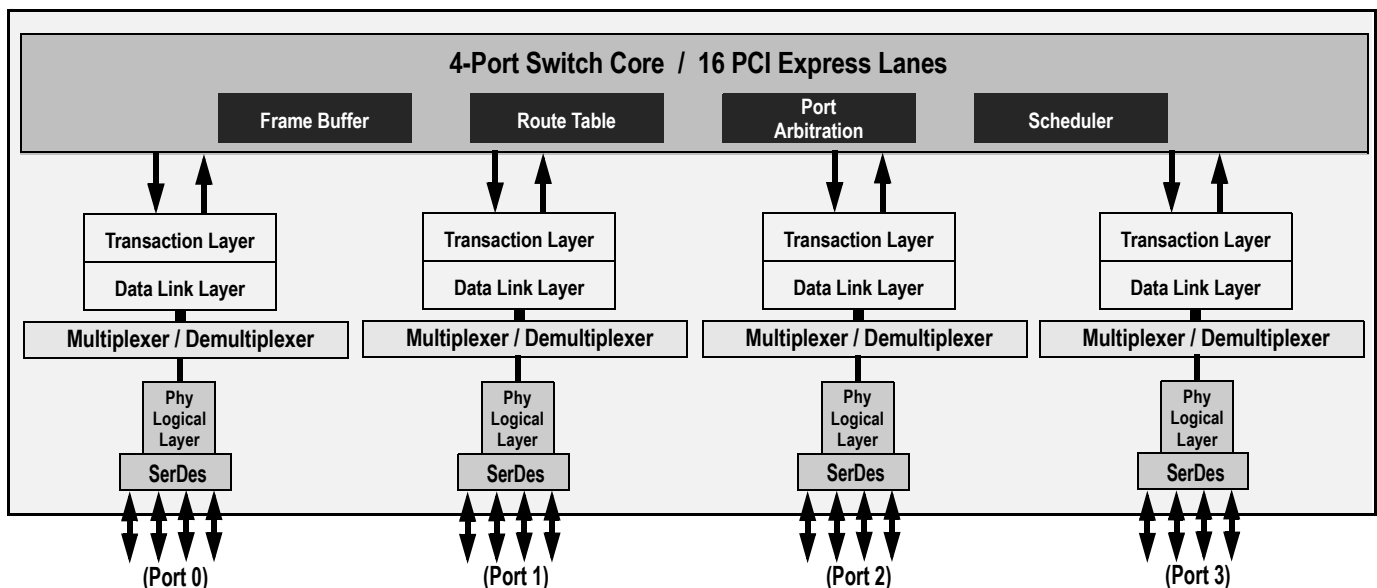 4-Port Switch Core / 16 PCI Express Lanes
Frame Buffer
Route Table
Port
Arbitration
Scheduler
Transaction Layer
Data Link Layer
Multiplexer / Demultiplexer
Phy
Logical
Layer
SerDes
(Port 0)
Transaction Layer
Data Link Layer
Multiplexer / Demultiplexer
Phy
Logical
Layer
SerDes
(Port 1)
Transaction Layer
Data Link Layer
Multiplexer / Demultiplexer
Phy
Logical
Layer
SerDes
(Port 2)
Transaction Layer
Data Link Layer
Multiplexer / Demultiplexer
Phy
Logical
Layer
SerDes
(Port 3)